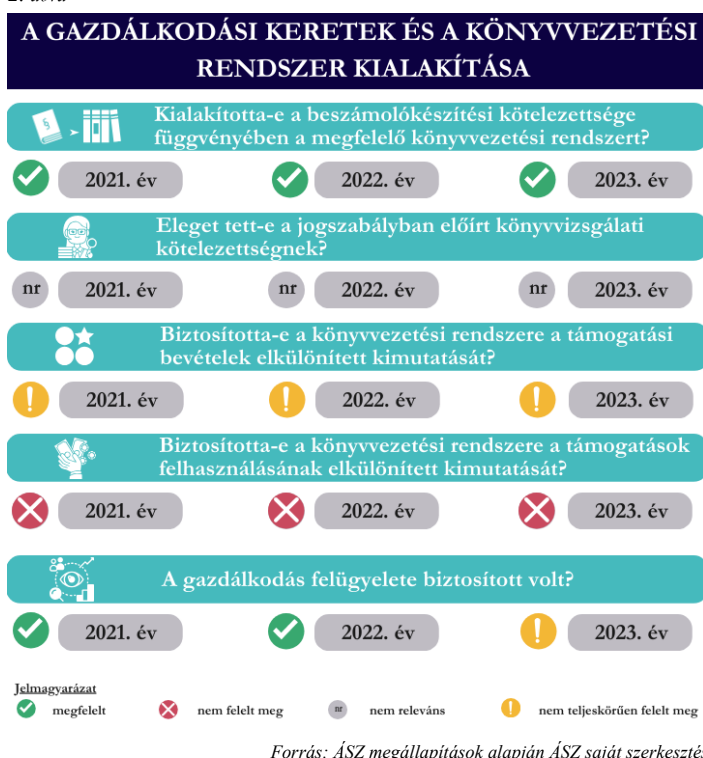 A GAZDÁLKODÁSI KERETEK ÉS A KÖNYVVEZETÉSI
RENDSZER KIALAKÍTÁSA
§
Kialakította-e a beszámolókészítési kötelezettsége
függvényében a megfelelő könyvvezetési rendszert?
2021. év 2022. év 2023. év
Eleget tett-e a jogszabályban előírt könyvvizsgálati
kötelezettségnek?
nr 2021. év nr 2022. év nr 2023. év
Biztosította-e a könyvvezetési rendszere a támogatási
bevételek elkülönített kimutatását?
! 2021. év ! 2022. év ! 2023. év
Biztosította-e a könyvvezetési rendszere a támogatások
felhasználásának elkülönített kimutatását?
2021. év 2022. év 2023. év
A gazdálkodás felügyelete biztosított volt?
2021. év 2022. év ! 2023. év
Jelmagyarázat
megfelelt nem felelt meg nr nem releváns ! nem teljeskörűen felelt meg
Forrás: ÁSZ megállapítások alapján ÁSZ saját szerkesztés